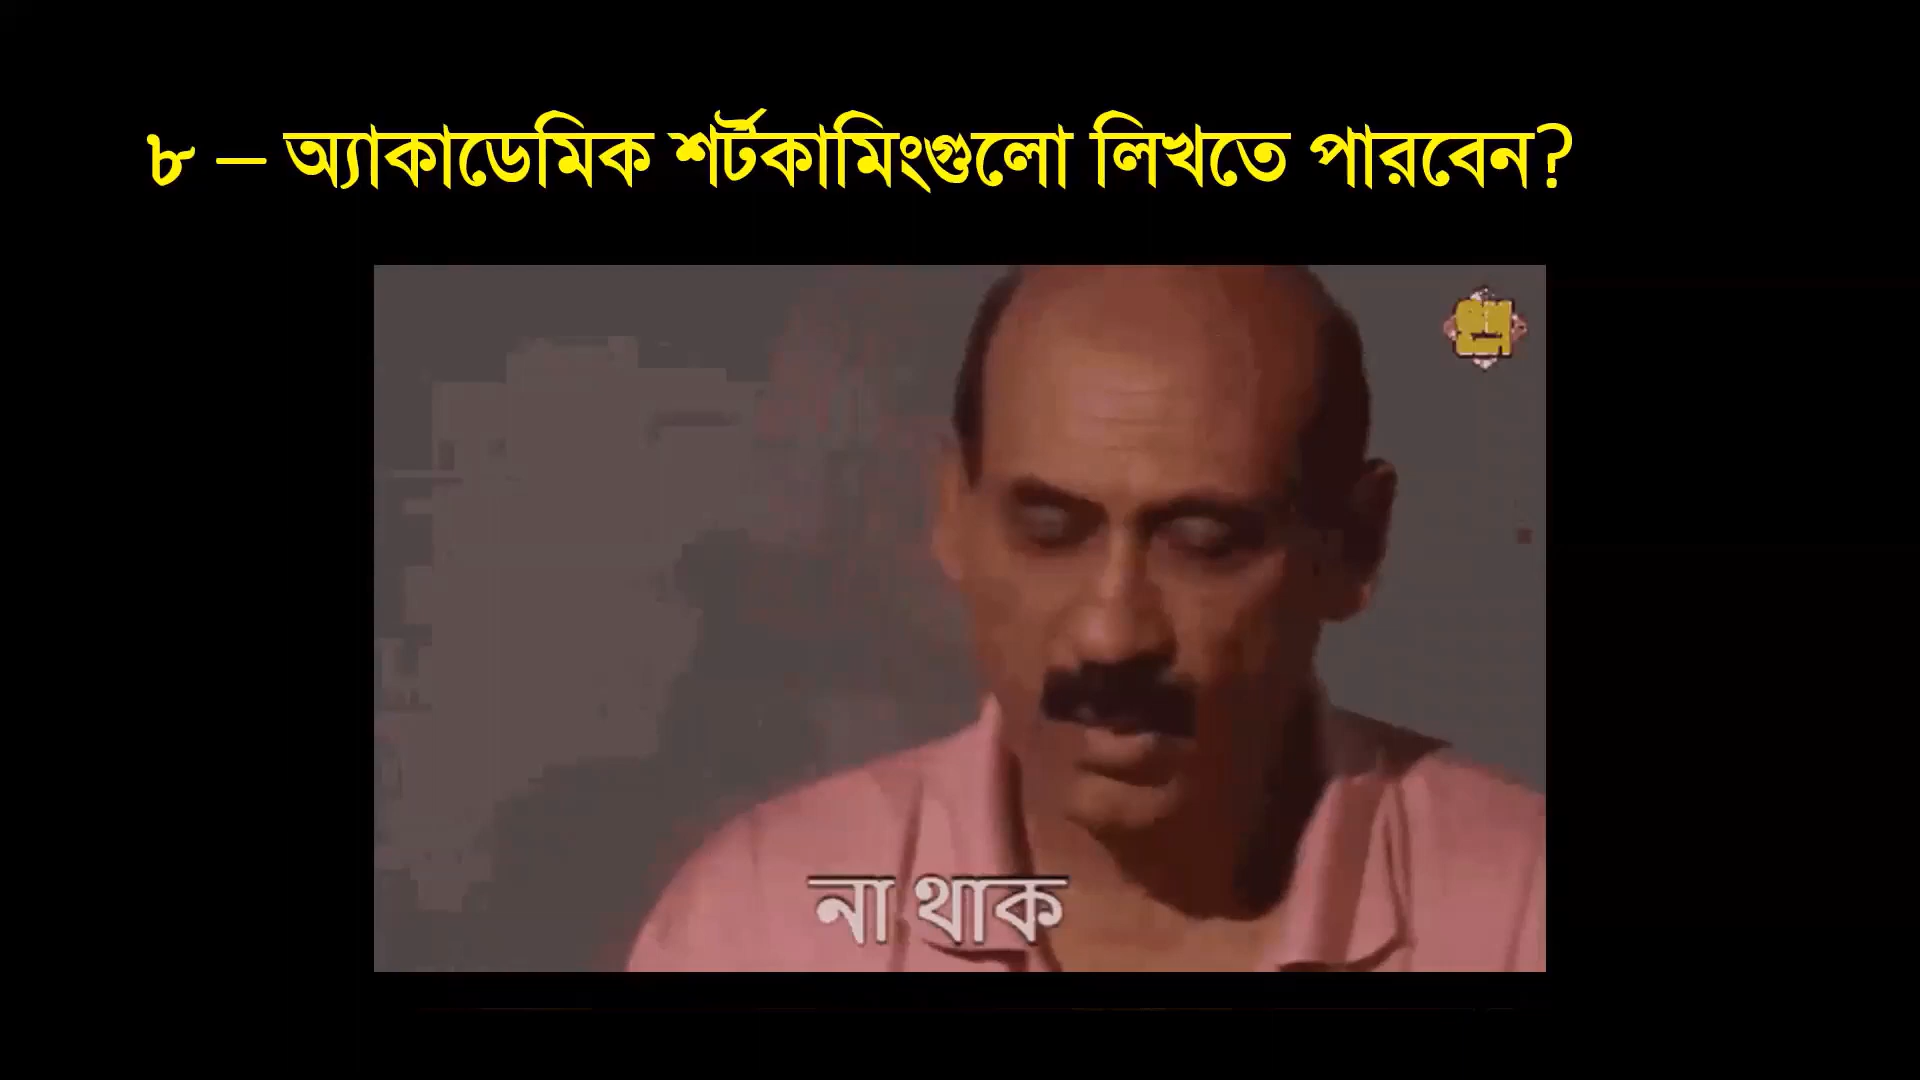 ৮ – অ্যাকাডেমিক শর্টকামিংগুলো লিখতে পারবেন?
না থাক